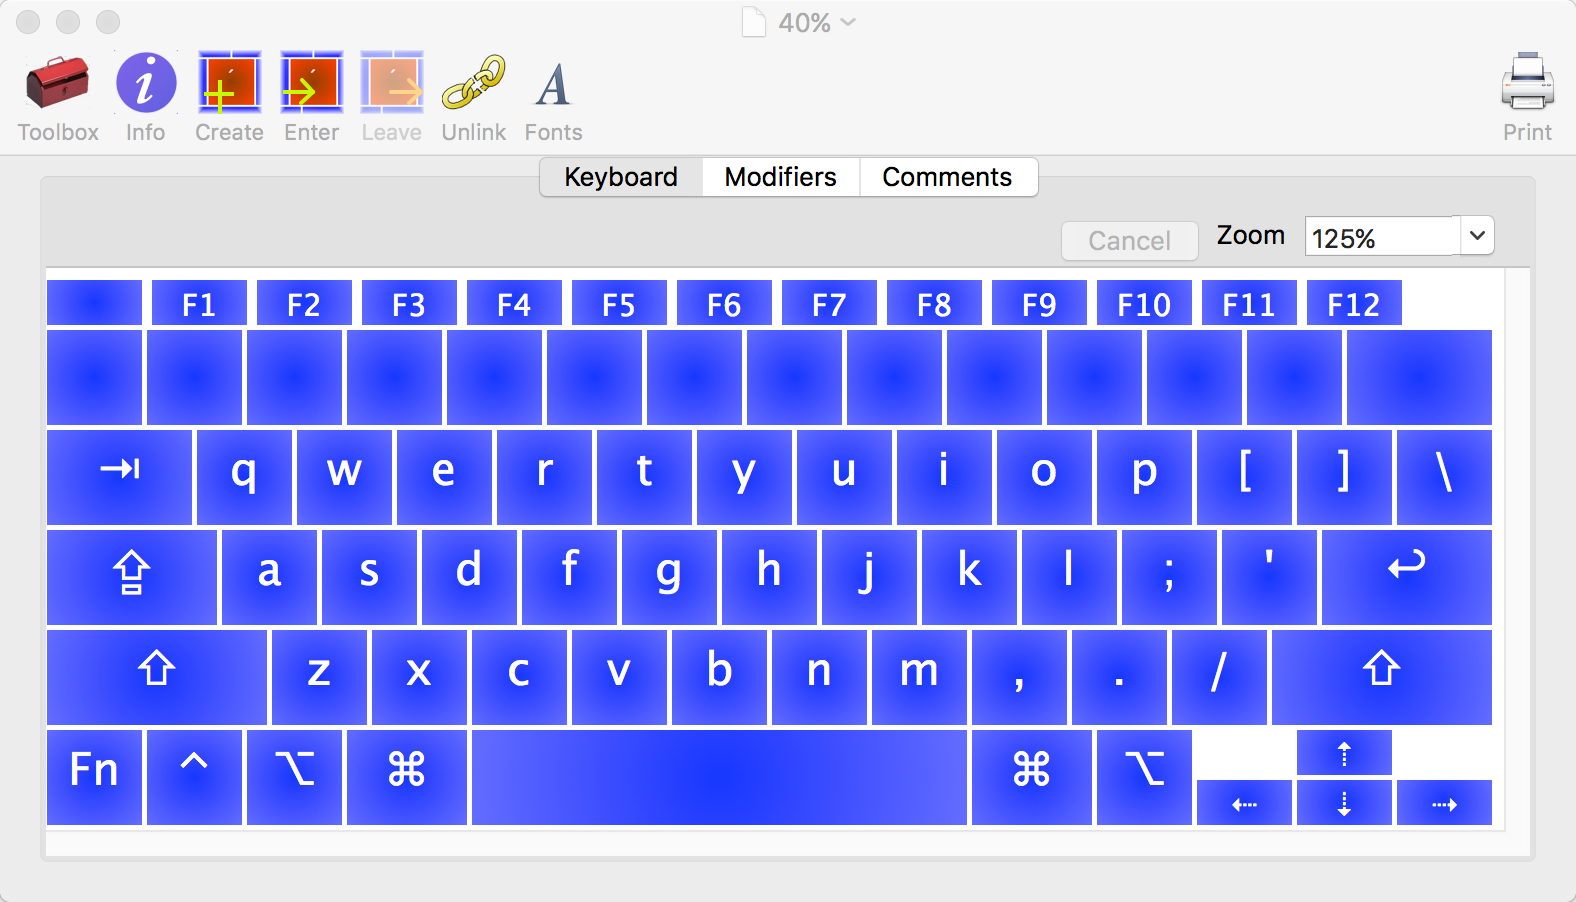 40%
Toolbox Info Create Enter Leave Unlink Fonts Print
Keyboard Modifiers Comments
Cancel Zoom 125%
F1 F2 F3 F4 F5 F6 F7 F8 F9 F10 F11 F12
⇥ q w e r t y u i o p [ ] \
⇪ a s d f g h j k l ; ' ↩
⇧ z x c v b n m , . / ⇧
Fn ^ ⌥ ⌘ ⌘ ⌥ ⇡
⇠ ⇣ ⇢